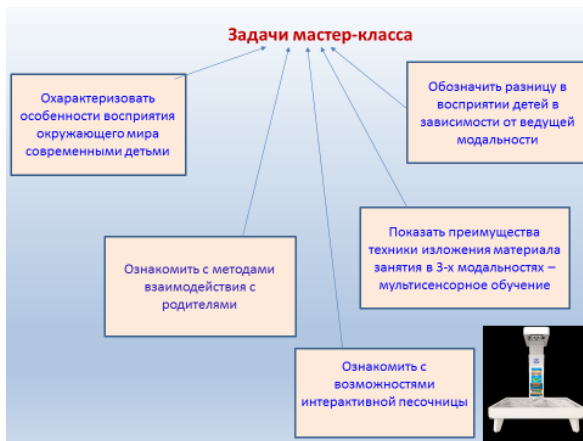 Задачи мастер-класса
Охарактеризовать
особенности восприятия
окружающего мира
современными детьми
Обозначить разницу в
восприятии детей в
зависимости от ведущей
модальности
Ознакомить с методами
взаимодействия с
родителями
Показать преимущества
техники изложения материала
занятия в 3-х модальностях –
мультисенсорное обучение
Ознакомить с
возможностями
интерактивной песочницы